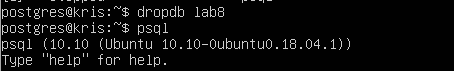 postgres@kris:~$ dropdb lab8
postgres@kris:~$ psql
psql (10.10 (Ubuntu 10.10-0ubuntu0.18.04.1))
Type "help" for help.